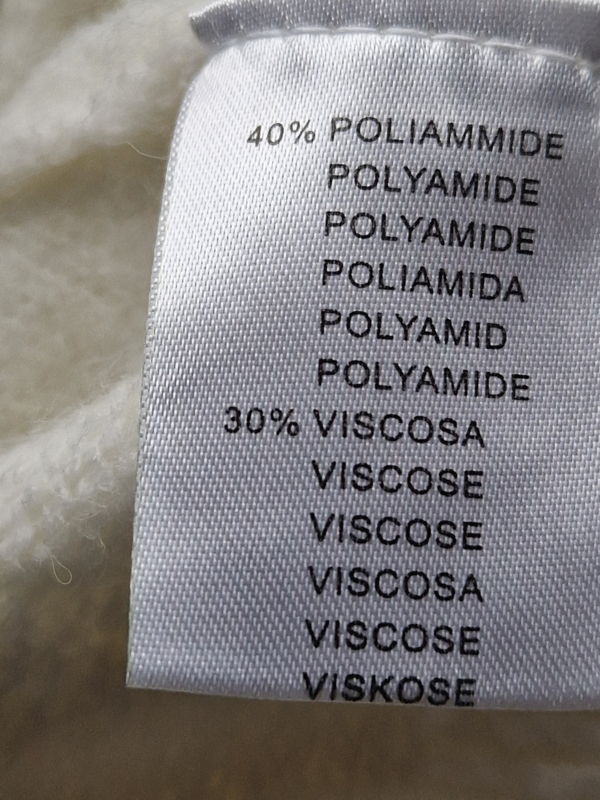 40% POLIAMMIDE
POLYAMIDE
POLYAMIDE
POLIAMIDA
POLYAMID
POLYAMIDE
30% VISCOSA
VISCOSE
VISCOSE
VISCOSA
VISCOSE
VISKOSE